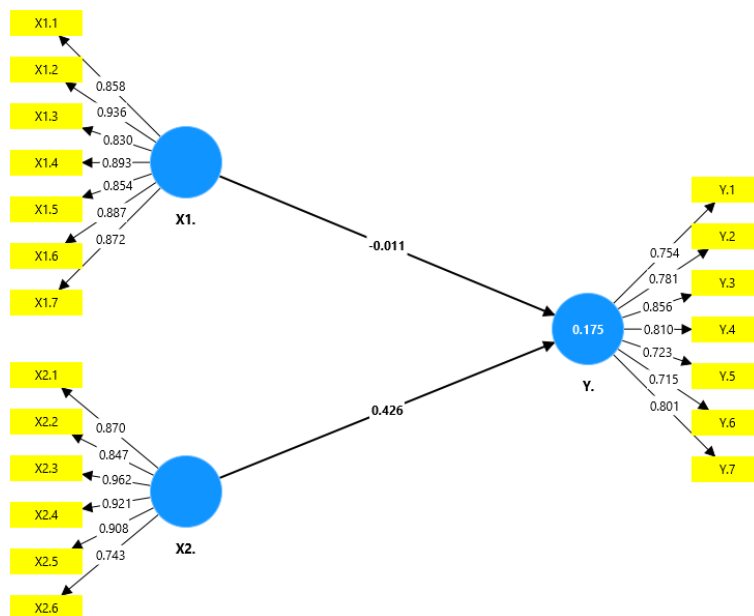 X1.1
X1.2
X1.3
X1.4
X1.5
X1.6
X1.7
0.858
0.936
0.830
0.893
0.854
0.887
0.872
X1.
-0.011
X2.1
X2.2
X2.3
X2.4
X2.5
X2.6
0.870
0.847
0.962
0.921
0.908
0.743
X2.
0.426
0.175
Y.
0.754
0.781
0.856
0.810
0.723
0.715
0.801
Y.1
Y.2
Y.3
Y.4
Y.5
Y.6
Y.7